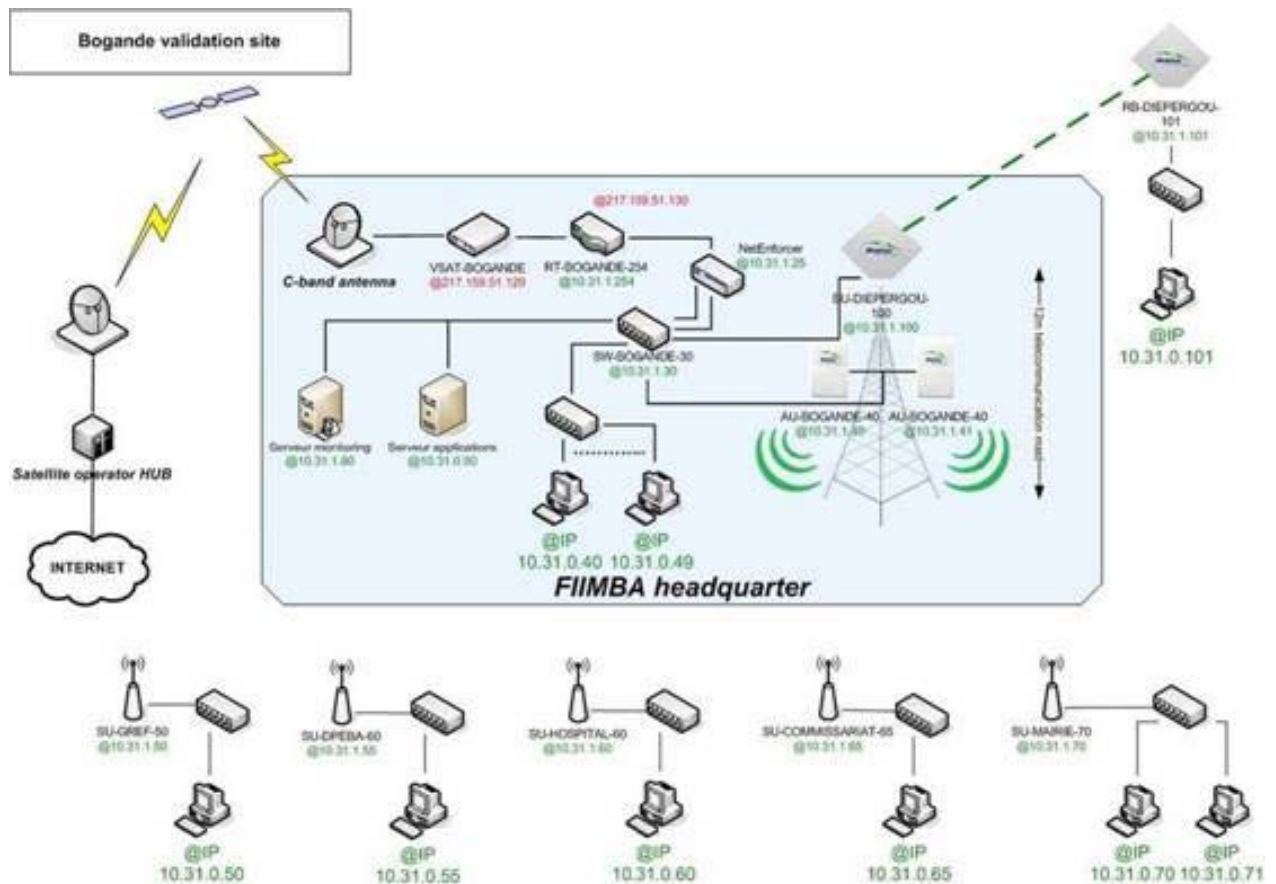 Bogande validation site
RB-DIEPERGOU-
101
@10.31.1.101
@217.159.51.130
NetEnforcer
@10.31.1.25
C-band antenna
VSAT-BOGANDE
@217.159.51.129
RT-BOGANDE-254
@10.31.1.254
SU-DIEPERGOU-
100
@10.31.1.100
12m telecommunication mast
@IP
10.31.0.101
SW-BOGANDE-30
@10.31.1.30
AU-BOGANDE-40
AU-BOGANDE-40
@10.31.1.41
Serveur monitoring
@10.31.1.80
Serveur applications
Satellite operator HUB
INTERNET
@IP
10.31.0.40
@IP
10.31.0.49
FIIMBA headquarter
SU-GREF-50
@10.31.1.50
SU-DPEBA-60
@10.31.1.55
SU-HOSPITAL-60
@10.31.1.60
SU-COMMISSARIAT-65
@10.31.1.65
SU-MAIRIE-70
@10.31.1.70
@IP
10.31.0.50
@IP
10.31.0.55
@IP
10.31.0.60
@IP
10.31.0.65
@IP
10.31.0.70
@IP
10.31.0.71